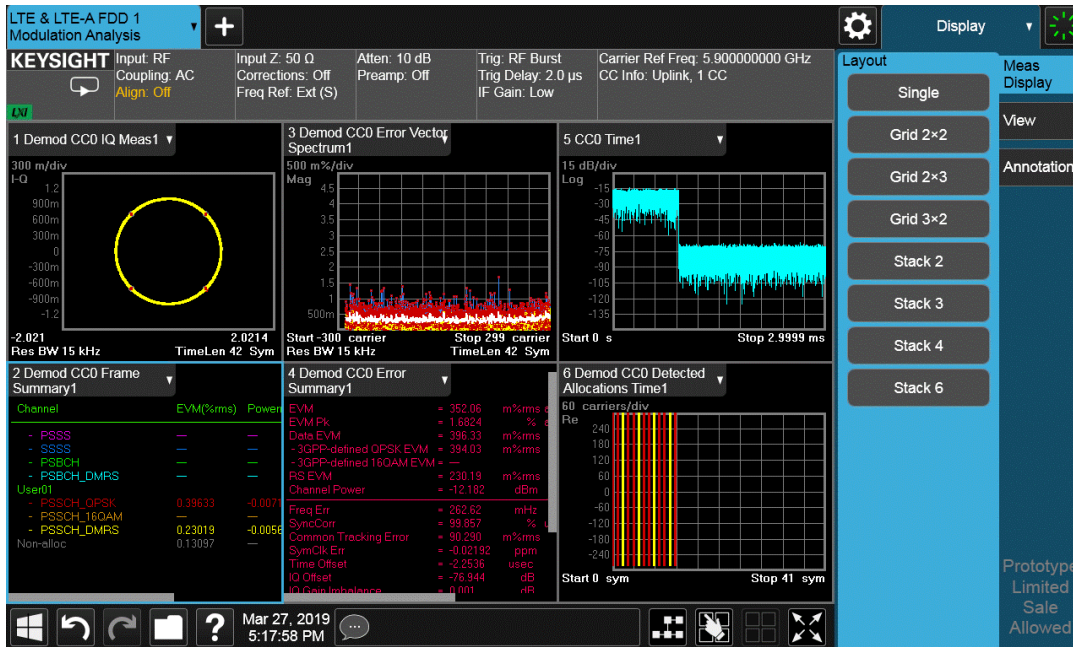 LTE & LTE-A FDD 1
Modulation Analysis
Display
KEYSIGHT
LXI
Input: RF
Coupling: AC
Align: Off
Input Z: 50 Ω
Corrections: Off
Freq Ref: Ext (S)
Atten: 10 dB
Preamp: Off
Trig: RF Burst
Trig Delay: 2.0 µs
IF Gain: Low
Carrier Ref Freq: 5.900000000 GHz
CC Info: Uplink, 1 CC
1 Demod CC0 IQ Meas1
300 m/div
I-Q
1.2
900m
600m
300m
0
-300m
-600m
-900m
-1.2
-2.021 2.0214
Res BW 15 kHz TimeLen 42 Sym
3 Demod CC0 Error Vector
Spectrum1
500 m%/div
Mag
4.5
4
3.5
3
2.5
2
1.5
1
500m
Start -300 carrier Stop 299 carrier
Res BW 15 kHz TimeLen 42 Sym
5 CC0 Time1
15 dB/div
Log
-15
-30
-45
-60
-75
-90
-105
-120
-135
Start 0 s Stop 2.9999 ms
2 Demod CC0 Frame
Summary1
Channel EVM(%rms) Power
- PSSS — —
- SSSS — —
- PSBCH — —
- PSBCH_DMRS — —
User01
- PSSCH_QPSK 0.39633 -0.0071
- PSSCH_16QAM — —
- PSSCH_DMRS 0.23019 -0.0056
Non-alloc 0.13097 —
4 Demod CC0 Error
Summary1
EVM = 352.06 m%rms
EVM Pk = 1.6824 %
Data EVM = 396.33 m%rms
- 3GPP-defined QPSK EVM = 394.03 m%rms
- 3GPP-defined 16QAM EVM = —
RS EVM = 230.19 m%rms
Channel Power = -12.182 dBm
Freq Err = 262.62 mHz
SyncCorr = 99.857 %
Common Tracking Error = 90.290 m%rms
SymClk Err = -0.02192 ppm
Time Offset = -2.2536 usec
IQ Offset = -76.944 dB
IQ Gain Imbalance = 0.001 dB
6 Demod CC0 Detected
Allocations Time1
60 carriers/div
Re
240
180
120
60
0
-60
-120
-180
-240
Start 0 sym Stop 41 sym
Layout
Single
Grid 2×2
Grid 2×3
Grid 3×2
Stack 2
Stack 3
Stack 4
Stack 6
Meas
Display
View
Annotation
Prototype
Limited
Sale
Allowed
Mar 27, 2019
5:17:58 PM